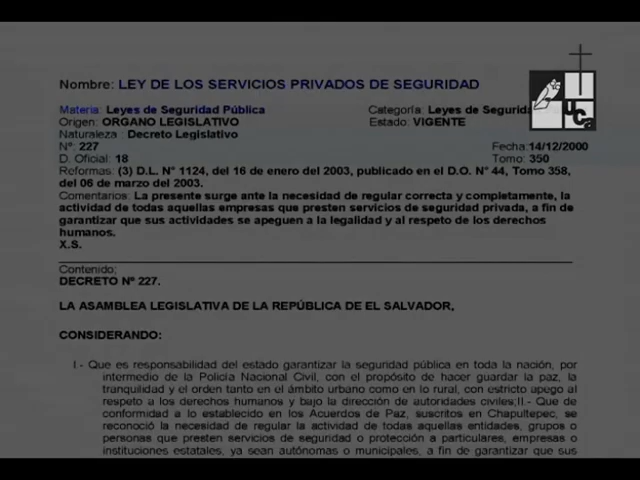 Nombre: LEY DE LOS SERVICIOS PRIVADOS DE SEGURIDAD
Materia: Leyes de Seguridad Pública Categoría: Leyes de Segurid
Origen: ORGANO LEGISLATIVO Estado: VIGENTE
Naturaleza : Decreto Legislativo
Nº: 227 Fecha:14/12/2000
D. Oficial: 18 Tomo: 350
Reformas: (3) D.L. N° 1124, del 16 de enero del 2003, publicado en el D.O. N° 44, Tomo 358,
del 06 de marzo del 2003.
Comentarios: La presente surge ante la necesidad de regular correcta y completamente, la
actividad de todas aquellas empresas que presten servicios de seguridad privada, a fin de
garantizar que sus actividades se apeguen a la legalidad y al respeto de los derechos
humanos.
X.S.
Contenido;
DECRETO Nº 227.
LA ASAMBLEA LEGISLATIVA DE LA REPÚBLICA DE EL SALVADOR,
CONSIDERANDO:
I.- Que es responsabilidad del estado garantizar la seguridad pública en toda la nación, por
intermedio de la Policía Nacional Civil, con el propósito de hacer guardar la paz, la
tranquilidad y el orden tanto en el ámbito urbano como en lo rural, con estricto apego al
respeto a los derechos humanos y bajo la dirección de autoridades civiles;II.- Que de
conformidad a lo establecido en los Acuerdos de Paz, suscritos en Chapultepec, se
reconoció la necesidad de regular la actividad de todas aquellas entidades, grupos o
personas que presten servicios de seguridad o protección a particulares, empresas o
instituciones estatales, ya sean autónomas o municipales, a fin de garantizar que sus
uca